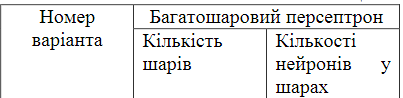 Номер
варіанта
Багатошаровий персептрон
Кількість
шарів
Кількості
нейронів у
шарах